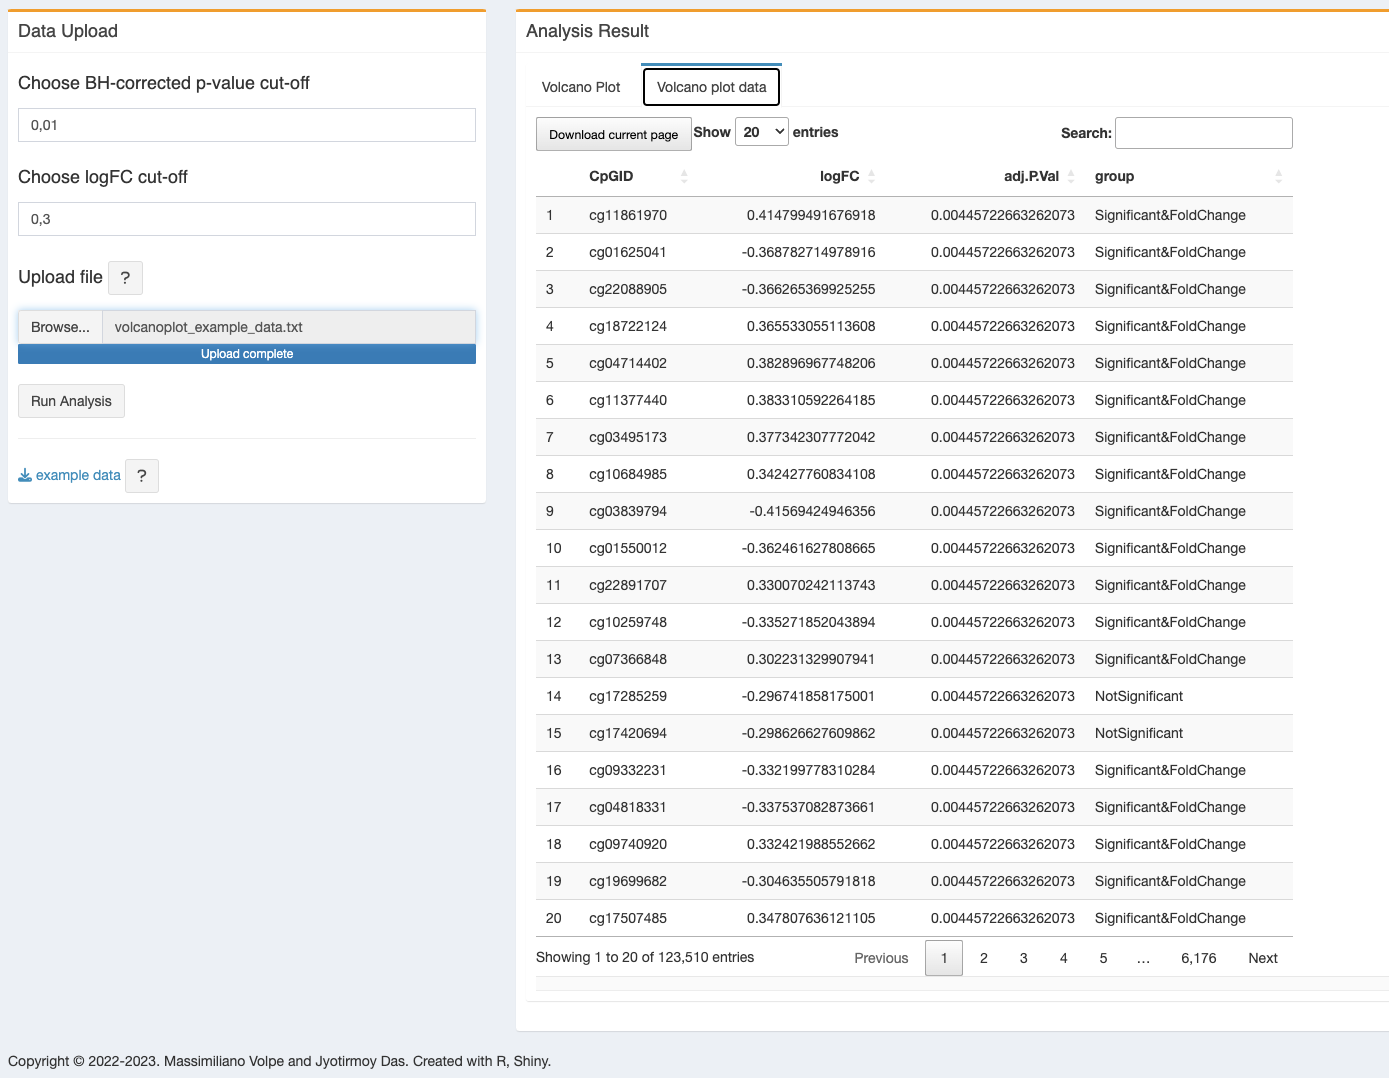 Data Upload
Choose BH-corrected p-value cut-off
0,01
Choose logFC cut-off
0,3
Upload file ?
Browse... volcanoplot_example_data.txt
Upload complete
Run Analysis
example data ?
Analysis Result
Volcano Plot Volcano plot data
Download current page Show 20 entries Search:
CpGID logFC adj.P.Val group
1 cg11861970 0.414799491676918 0.00445722663262073 Significant&FoldChange
2 cg01625041 -0.368782714978916 0.00445722663262073 Significant&FoldChange
3 cg22088905 -0.366265369925255 0.00445722663262073 Significant&FoldChange
4 cg18722124 0.365533055113608 0.00445722663262073 Significant&FoldChange
5 cg04714402 0.382896967748206 0.00445722663262073 Significant&FoldChange
6 cg11377440 0.383310592264185 0.00445722663262073 Significant&FoldChange
7 cg03495173 0.377342307772042 0.00445722663262073 Significant&FoldChange
8 cg10684985 0.342427760834108 0.00445722663262073 Significant&FoldChange
9 cg03839794 -0.41569424946356 0.00445722663262073 Significant&FoldChange
10 cg01550012 -0.362461627808665 0.00445722663262073 Significant&FoldChange
11 cg22891707 0.330070242113743 0.00445722663262073 Significant&FoldChange
12 cg10259748 -0.335271852043894 0.00445722663262073 Significant&FoldChange
13 cg07366848 0.302231329907941 0.00445722663262073 Significant&FoldChange
14 cg17285259 -0.296741858175001 0.00445722663262073 NotSignificant
15 cg17420694 -0.298626627609862 0.00445722663262073 NotSignificant
16 cg09332231 -0.332199778310284 0.00445722663262073 Significant&FoldChange
17 cg04818331 -0.337537082873661 0.00445722663262073 Significant&FoldChange
18 cg09740920 0.332421988552662 0.00445722663262073 Significant&FoldChange
19 cg19699682 -0.304635505791818 0.00445722663262073 Significant&FoldChange
20 cg17507485 0.347807636121105 0.00445722663262073 Significant&FoldChange
Showing 1 to 20 of 123,510 entries Previous 1 2 3 4 5 ... 6,176 Next
Copyright © 2022-2023. Massimiliano Volpe and Jyotirmoy Das. Created with R, Shiny.